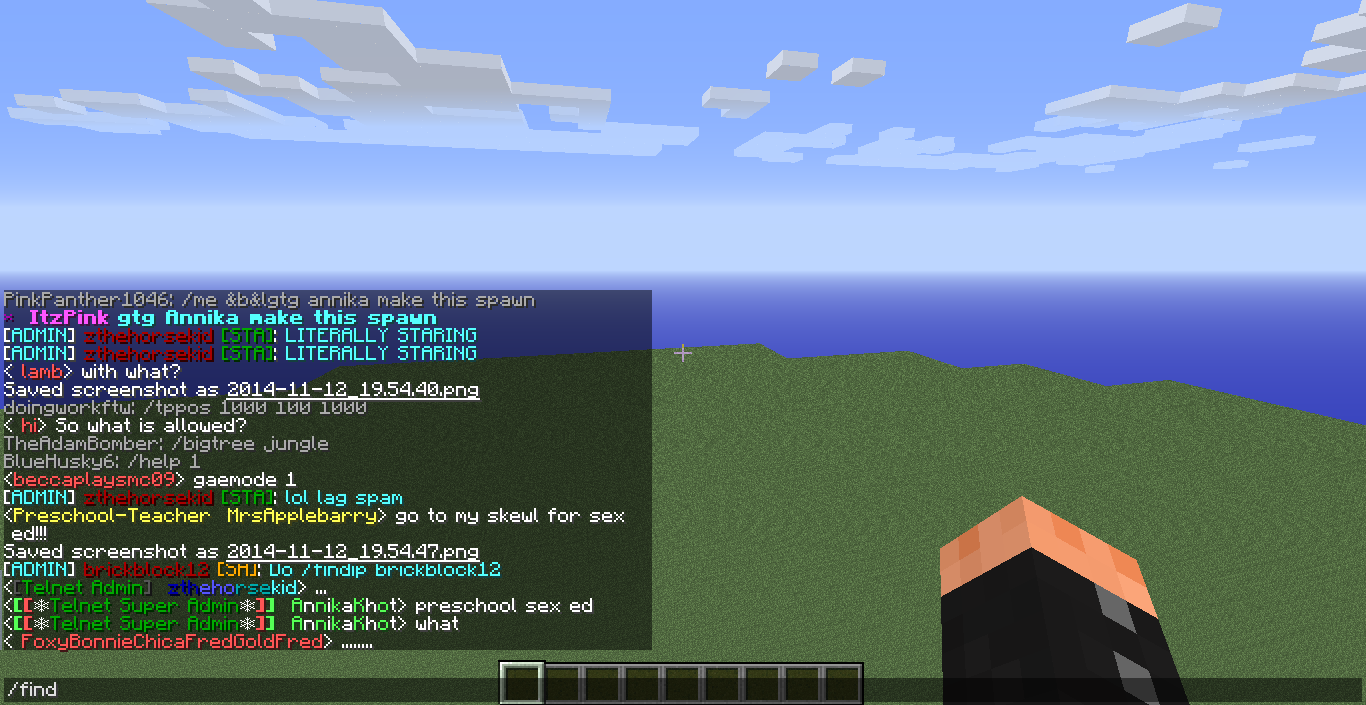 PinkPanther1046: /me &b&lgtg annika make this spawn
* ItzPink gtg Annika make this spawn
[ADMIN] zthehorsekid [STA]: LITERALLY STARING
[ADMIN] zthehorsekid [STA]: LITERALLY STARING
< lamb> with what?
Saved screenshot as 2014-11-12_19.54.40.png
doingworkftw: /tppos 1000 100 1000
< hi> So what is allowed?
TheAdamBomber: /bigtree jungle
BlueHusky6: /help 1
<beccaplaysmc09> gaemode 1
[ADMIN] zthehorsekid [STA]: lol lag spam
<Preschool-Teacher MrsApplebarry> go to my skewl for sex
ed!!!
Saved screenshot as 2014-11-12_19.54.47.png
[ADMIN] brickblock12 [SA]: Do /findip brickblock12
<[Telnet Admin] zthehorsekid> ...
<[[❄Telnet Super Admin❄]] AnnikaKhot> preschool sex ed
<[[❄Telnet Super Admin❄]] AnnikaKhot> what
< FoxyBonnieChicaFredGoldFred> ........
/find